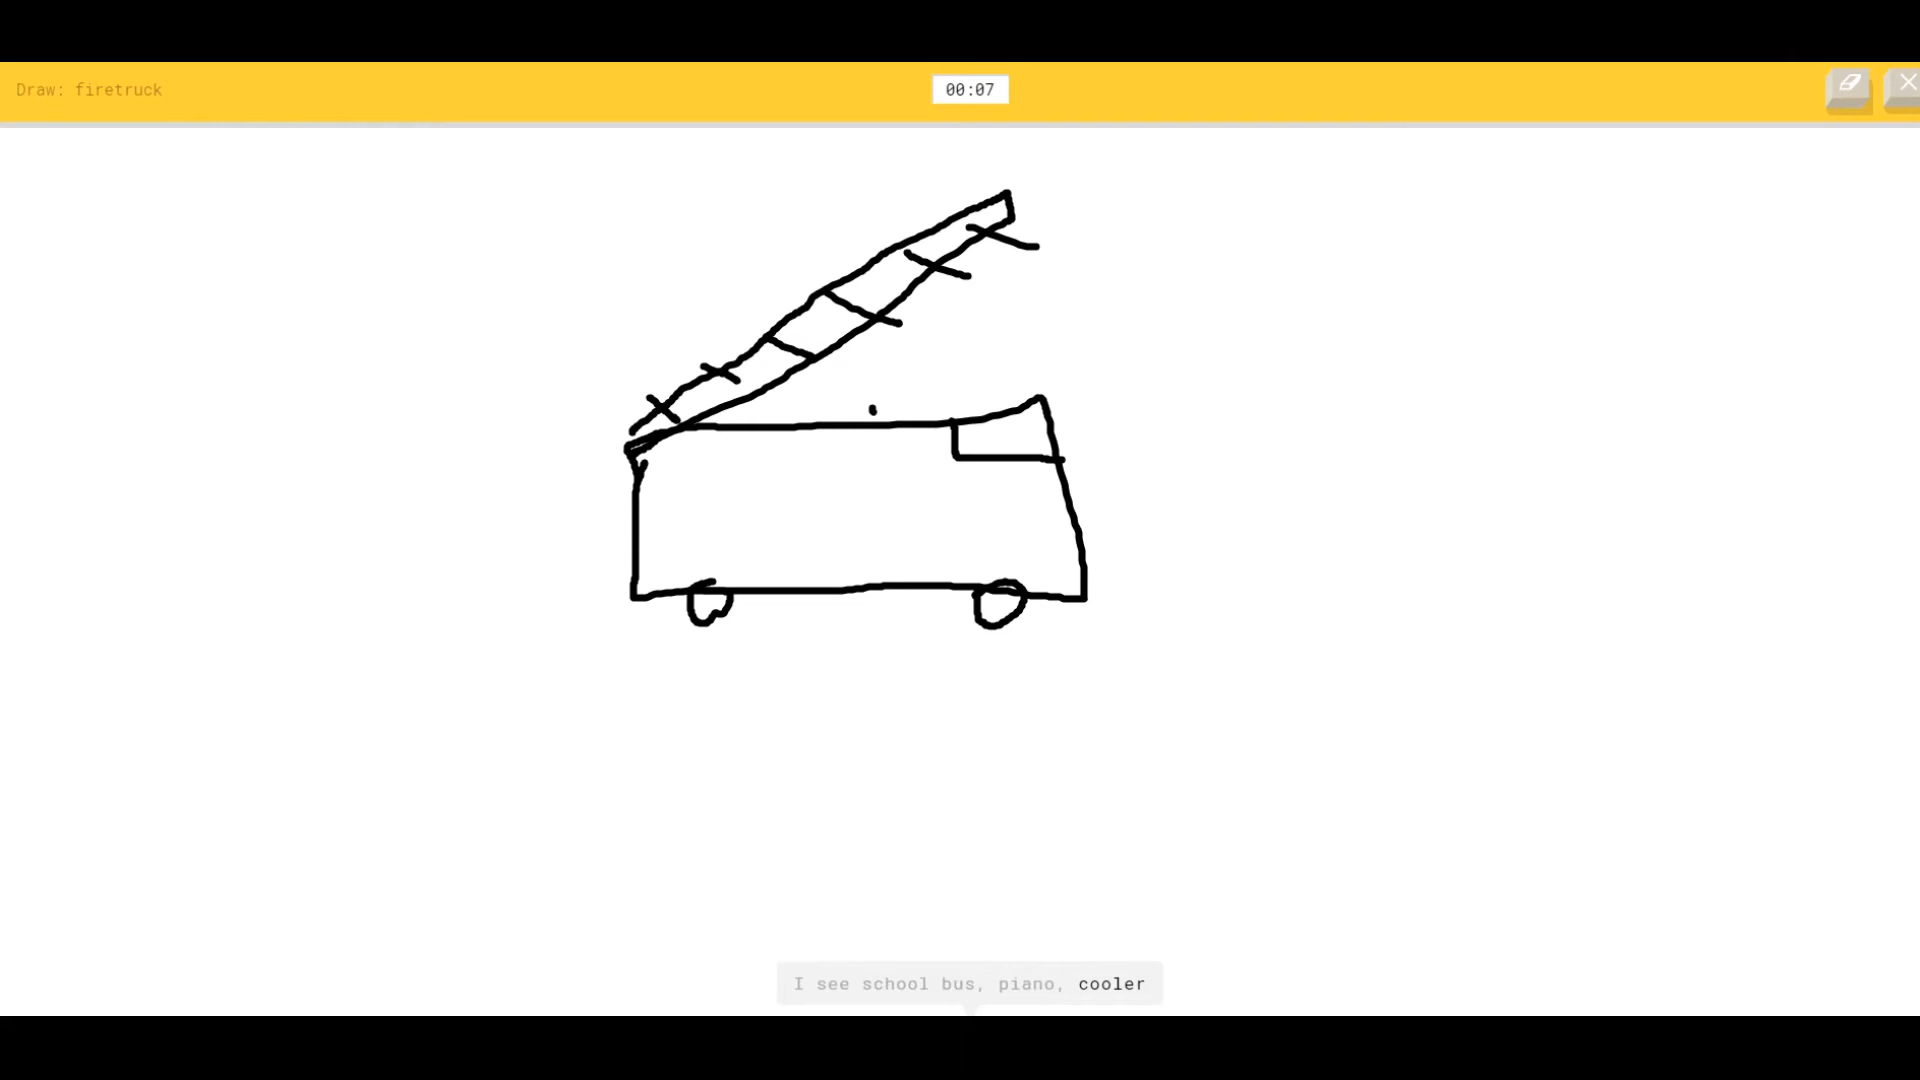 Draw: firetruck
00:07
I see school bus, piano, cooler